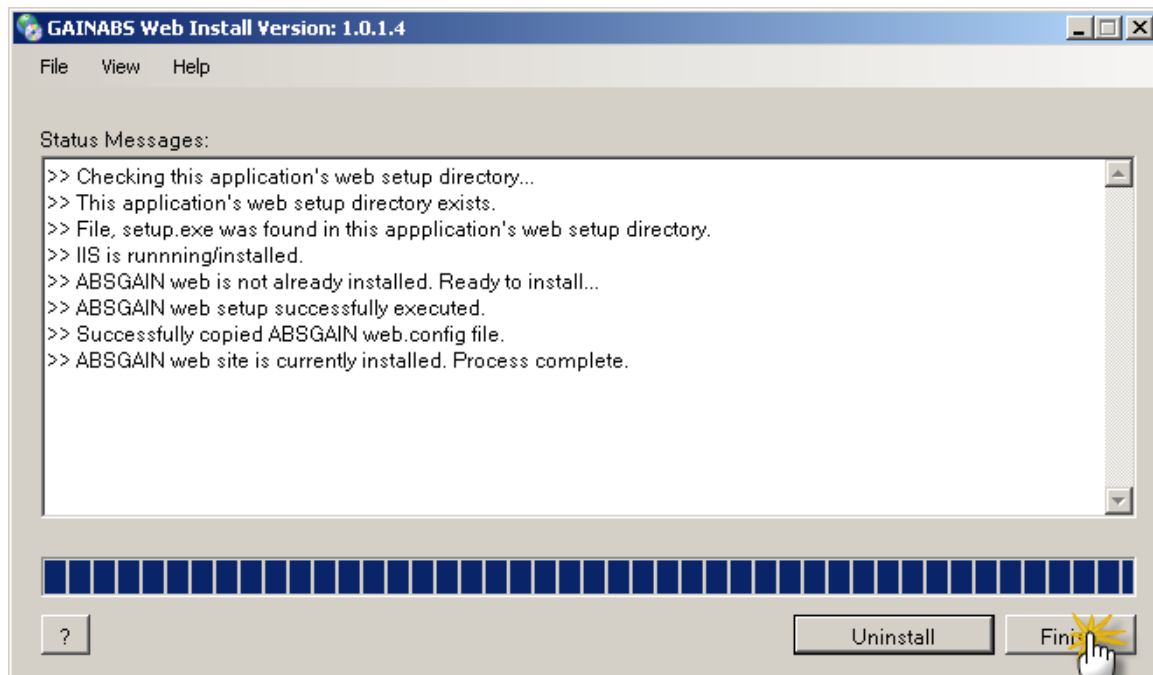 GAINABS Web Install Version: 1.0.1.4
File View Help
Status Messages:
>> Checking this application's web setup directory...
>> This application's web setup directory exists.
>> File, setup.exe was found in this appplication's web setup directory.
>> IIS is runnning/installed.
>> ABSGAIN web is not already installed. Ready to install...
>> ABSGAIN web setup successfully executed.
>> Successfully copied ABSGAIN web.config file.
>> ABSGAIN web site is currently installed. Process complete.
? Uninstall